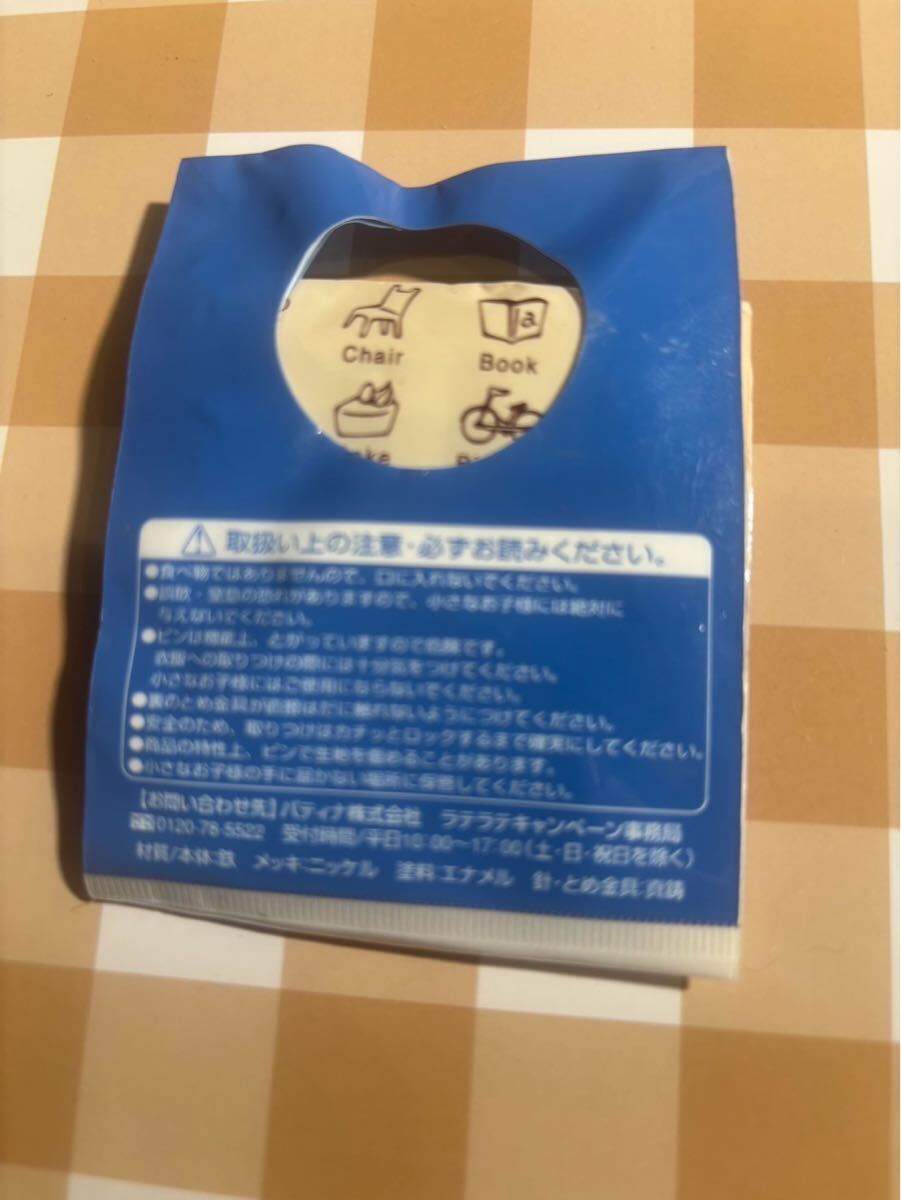 Chair
Book
取扱い上の注意・必ずお読みください。
●食べ物ではありませんので、口に入れないでください。
●誤飲・窒息の恐れがありますので、小さなお子様には絶対に
与えないでください。
●ピンは機能上、とがっていますので危険です。
衣服への取りつけの際には十分気をつけてください。
小さなお子様にはご使用にならないでください。
●裏のとめ金具が直接はだに触れないようにつけてください。
●安全のため、取りつけはカチッとロックするまで確実にしてください。
●商品の特性上、ピンで生地を傷めることがあります。
●小さなお子様の手に届かない場所に保管してください。
【お問い合わせ先】パティナ株式会社 ラテラテキャンペーン事務局
0120-78-5522 受付時間/平日10:00～17:00(土・日・祝日を除く)
材質/本体:鉄 メッキ:ニッケル 塗料:エナメル 針・とめ金具:真鍮